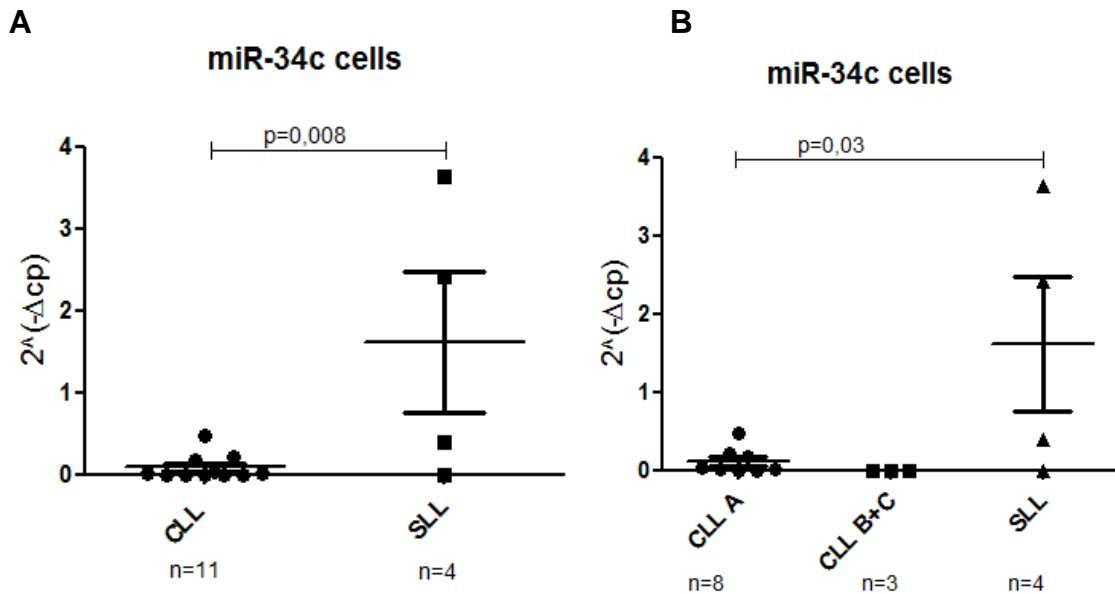 A
miR-34c cells
p=0,008
4
3
2
1
0
2^(-Δcp)
CLL
SLL
n=11
n=4
B
miR-34c cells
p=0,03
4
3
2
1
0
2^(-Δcp)
CLL A
CLL B+C
SLL
n=8
n=3
n=4